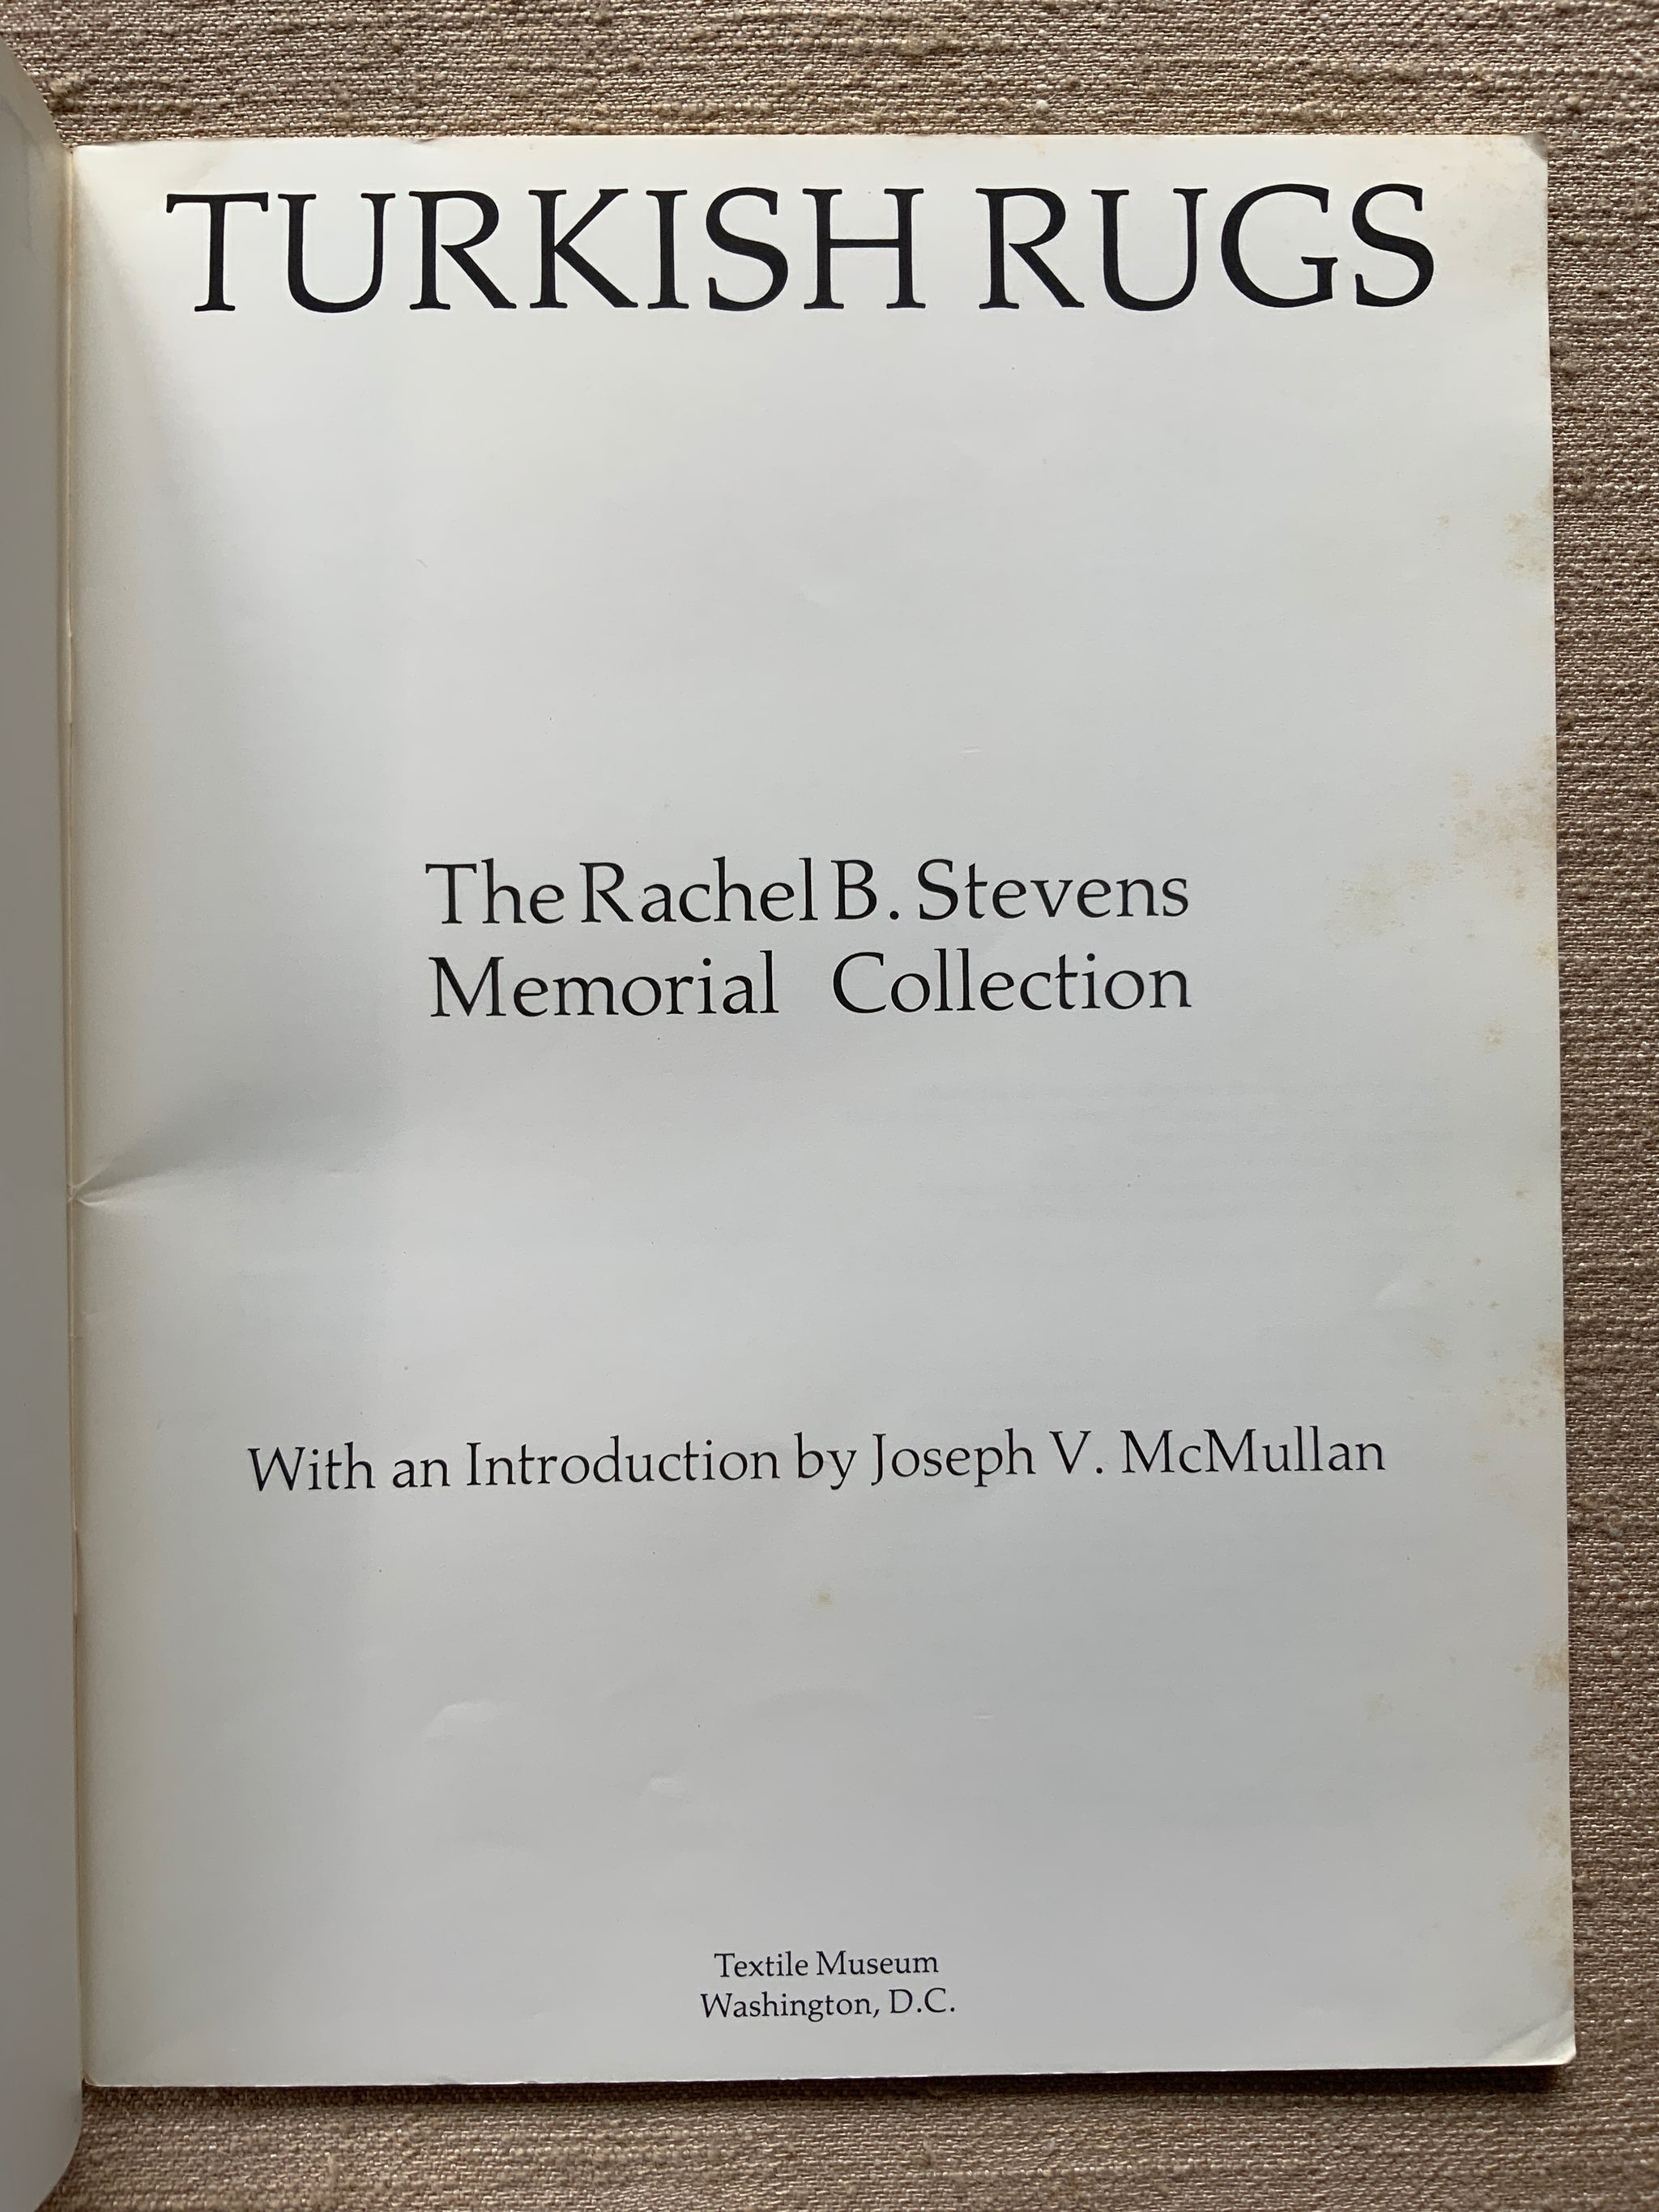 TURKISH RUGS
The Rachel B. Stevens
Memorial Collection
With an Introduction by Joseph V. McMullan
Textile Museum
Washington, D.C.